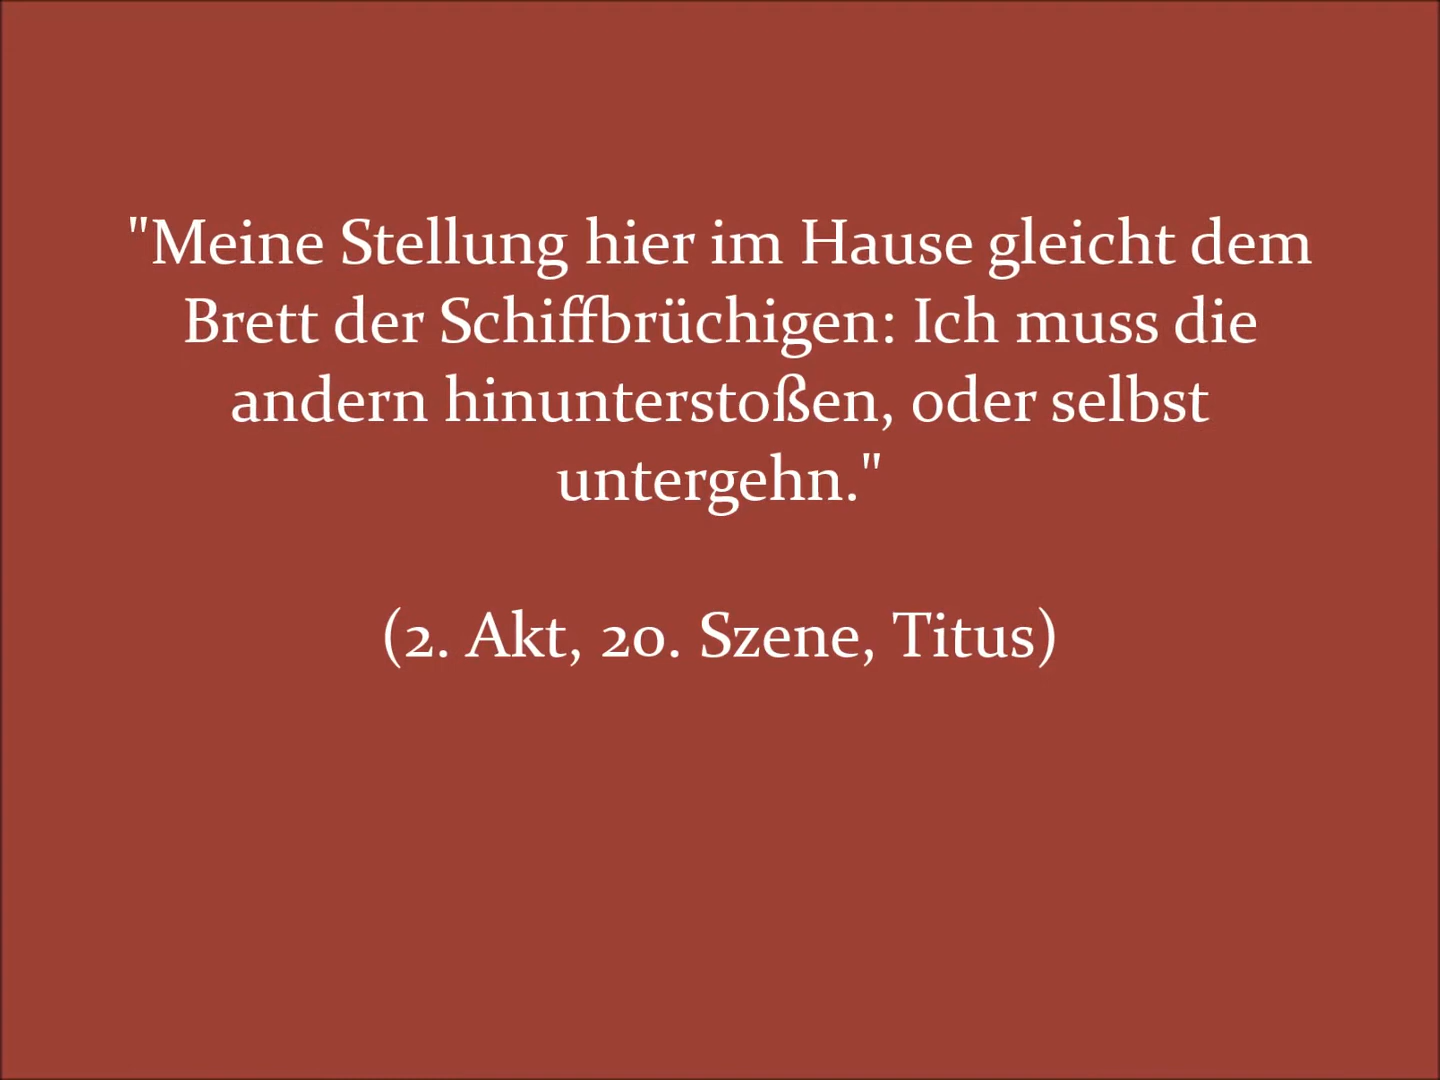 "Meine Stellung hier im Hause gleicht dem
Brett der Schiffbrüchigen: Ich muss die
andern hinunterstoßen, oder selbst
untergehn."
(2. Akt, 20. Szene, Titus)